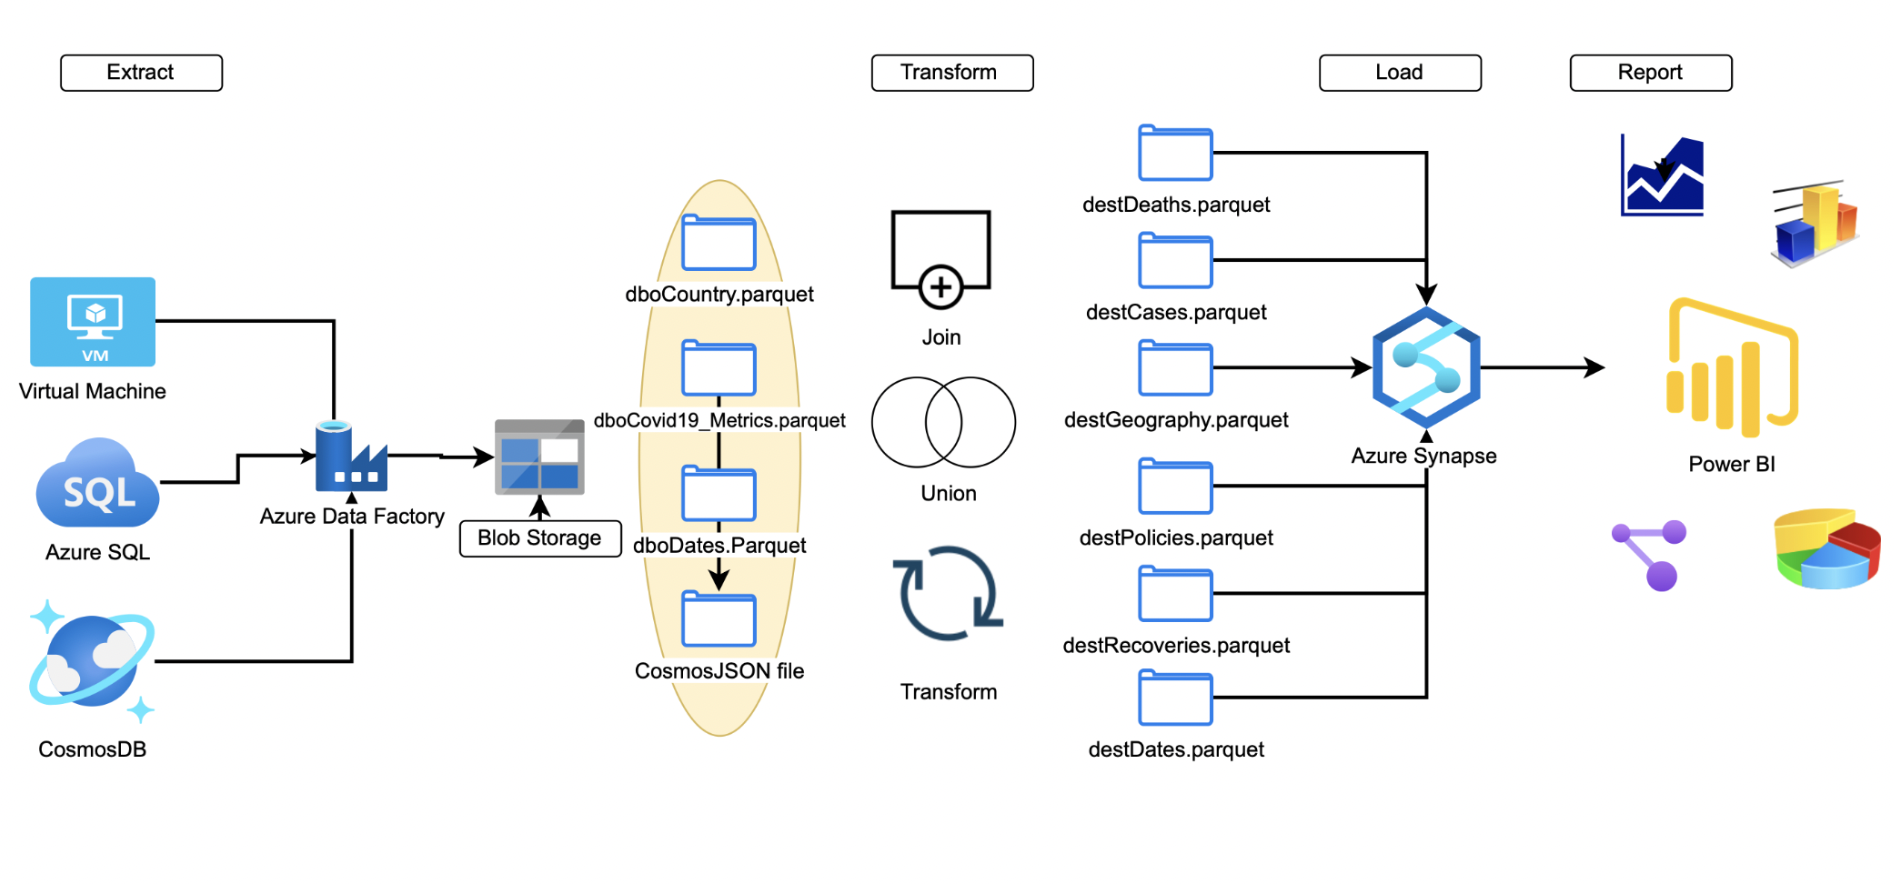 Extract
Transform
Load
Report
VM
Virtual Machine
SQL
Azure SQL
CosmosDB
Azure Data Factory
Blob Storage
dboCountry.parquet
dboCovid19_Metrics.parquet
dboDates.Parquet
CosmosJSON file
Join
Union
Transform
destDeaths.parquet
destCases.parquet
destGeography.parquet
destPolicies.parquet
destRecoveries.parquet
destDates.parquet
Azure Synapse
Power BI